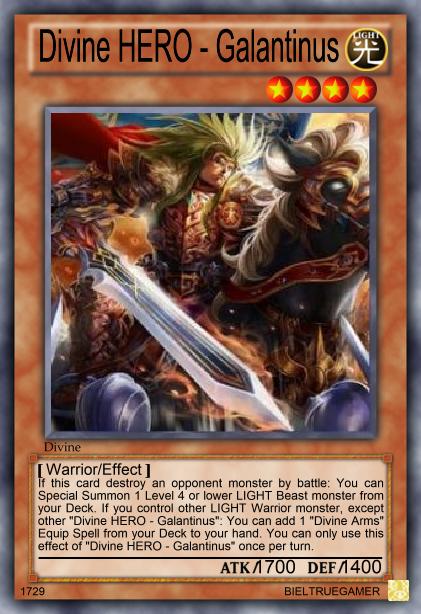 Divine HERO - Galantinus
LIGHT
光
Divine
[ Warrior/Effect ]
If this card destroy an opponent monster by battle: You can
Special Summon 1 Level 4 or lower LIGHT Beast monster from
your Deck. If you control other LIGHT Warrior monster, except
other "Divine HERO - Galantinus": You can add 1 "Divine Arms"
Equip Spell from your Deck to your hand. You can only use this
effect of "Divine HERO - Galantinus" once per turn.
ATK/1700 DEF/1400
1729 BIELTRUEGAMER